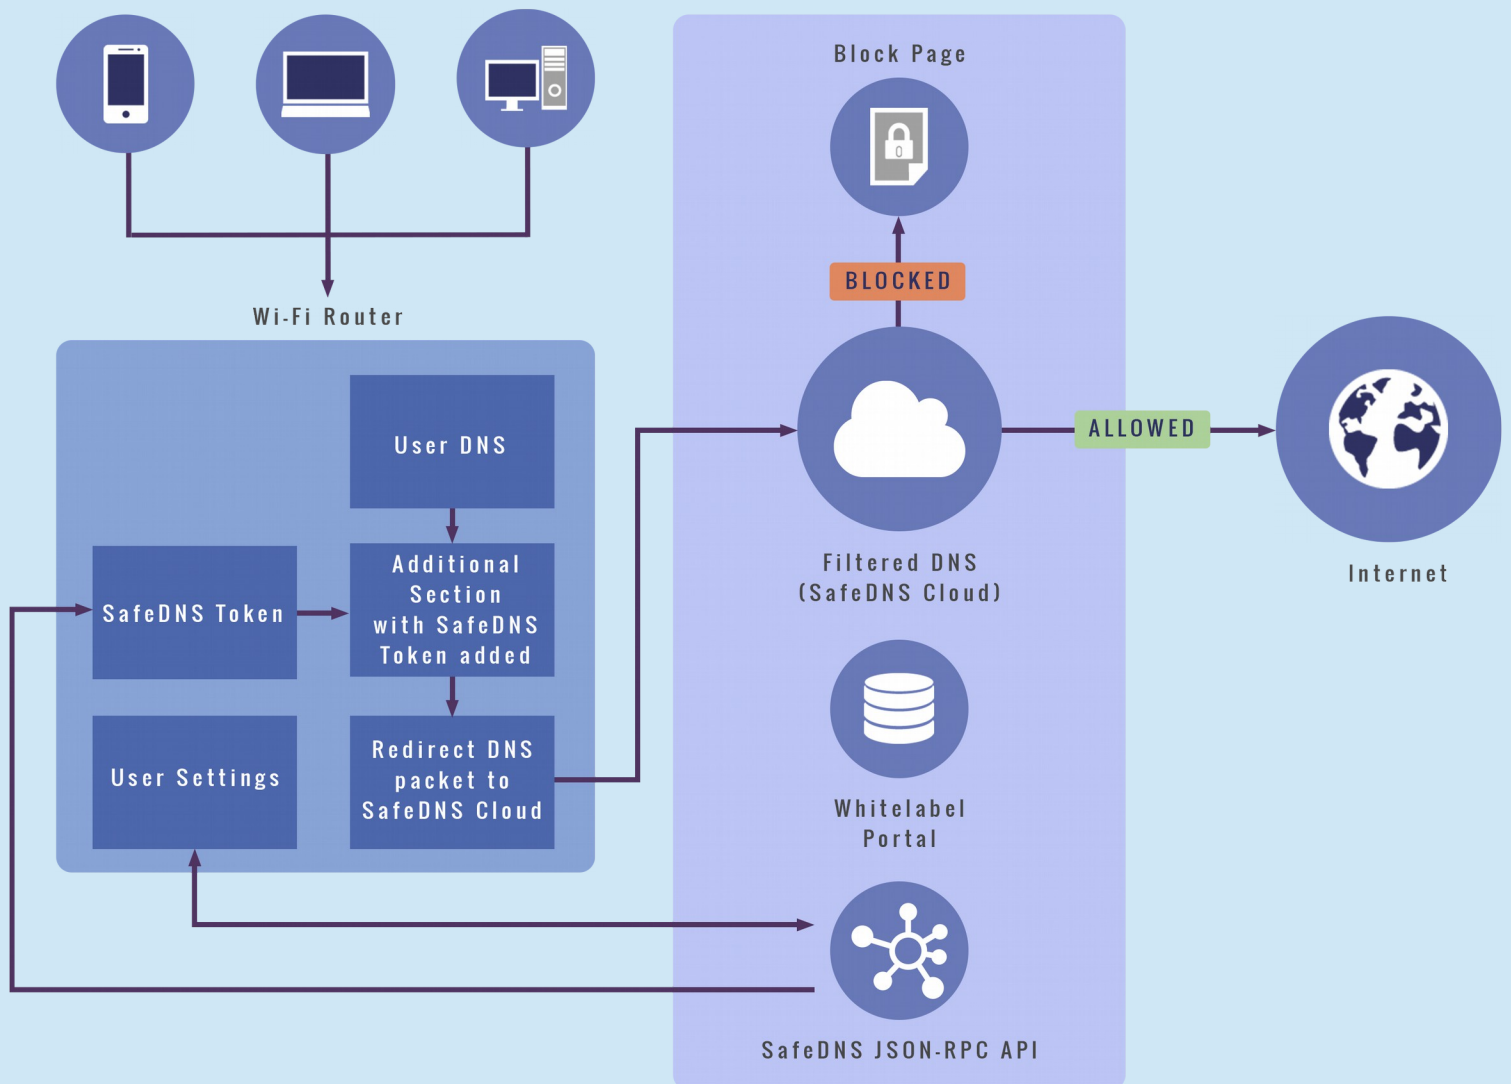 Wi-Fi Router
User DNS
SafeDNS Token
Additional
Section
with SafeDNS
Token added
User Settings
Redirect DNS
packet to
SafeDNS Cloud
Block Page
BLOCKED
ALLOWED
Filtered DNS
(SafeDNS Cloud)
Internet
Whitelabel
Portal
SafeDNS JSON-RPC API